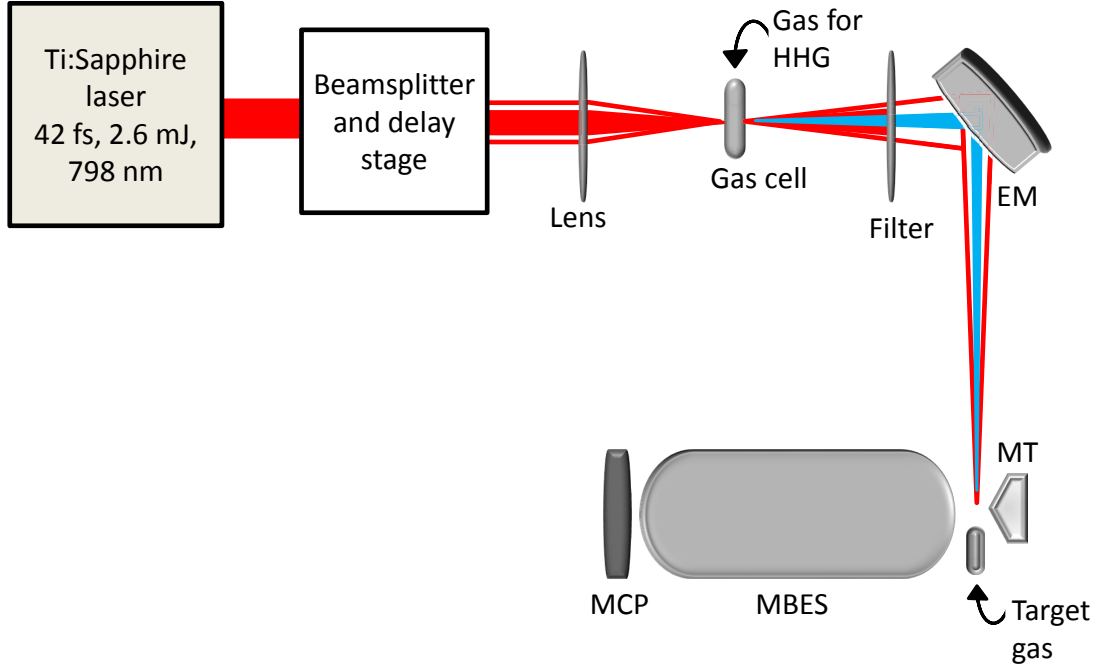 Ti:Sapphire
laser
42 fs, 2.6 mJ,
798 nm
Beamsplitter
and delay
stage
Lens
Gas for
HHG
Gas cell
Filter
EM
MT
MCP
MBES
Target
gas